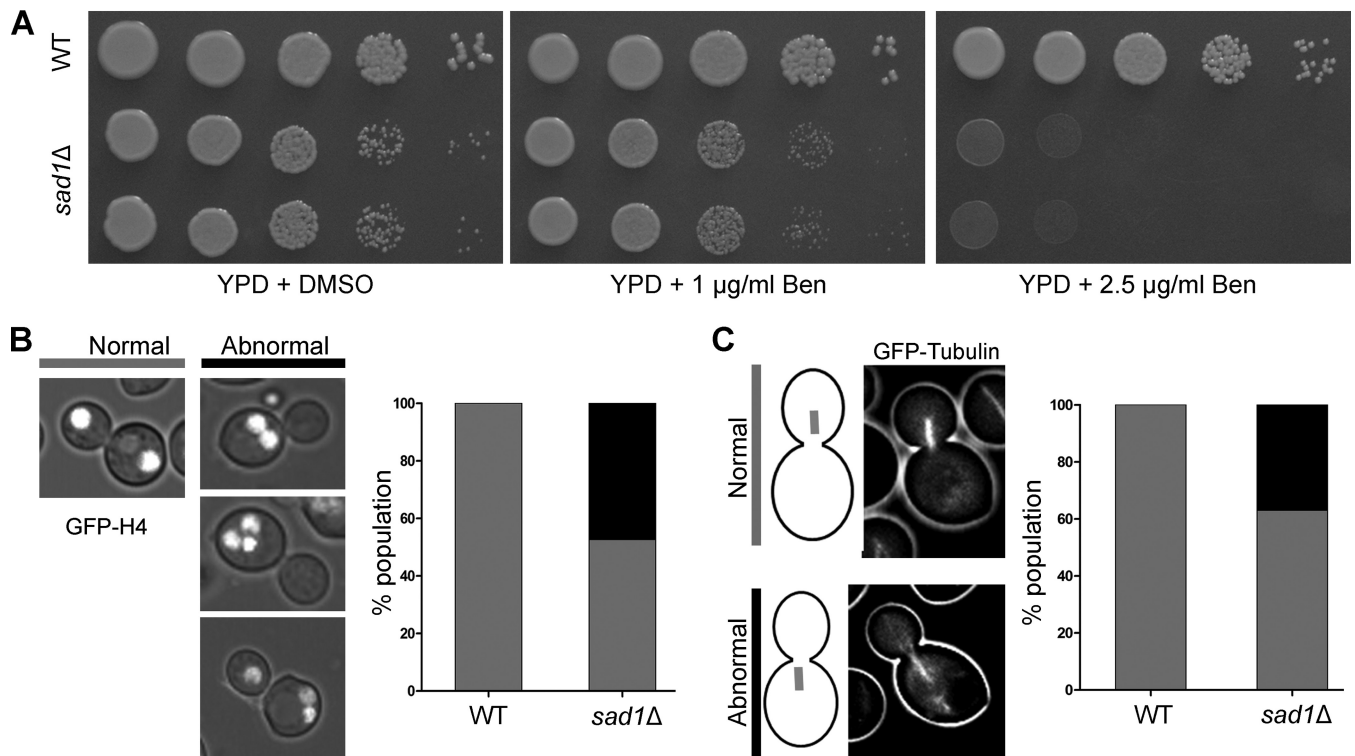 A
WT
sad1Δ
YPD + DMSO
YPD + 1 µg/ml Ben
YPD + 2.5 µg/ml Ben
B
Normal
Abnormal
GFP-H4
% population
100
80
60
40
20
0
WT
sad1Δ
C
GFP-Tubulin
Normal
Abnormal
% population
100
80
60
40
20
0
WT
sad1Δ